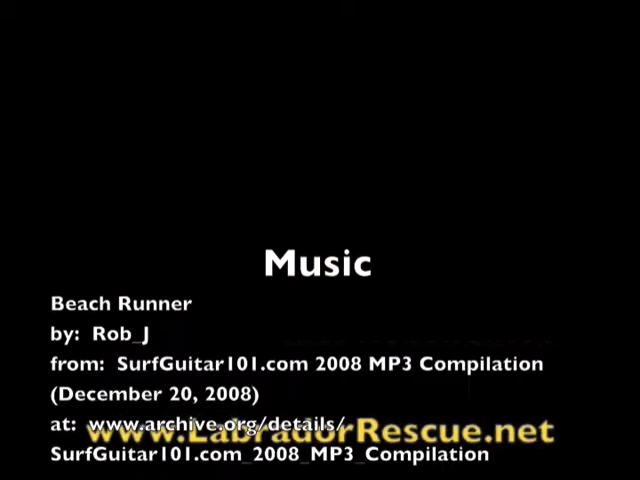 Music
Beach Runner
by: Rob_J
from: SurfGuitar101.com 2008 MP3 Compilation
(December 20, 2008)
at: www.archive.org/details/
www.LabradorRescue.net
SurfGuitar101.com_2008_MP3_Compilation